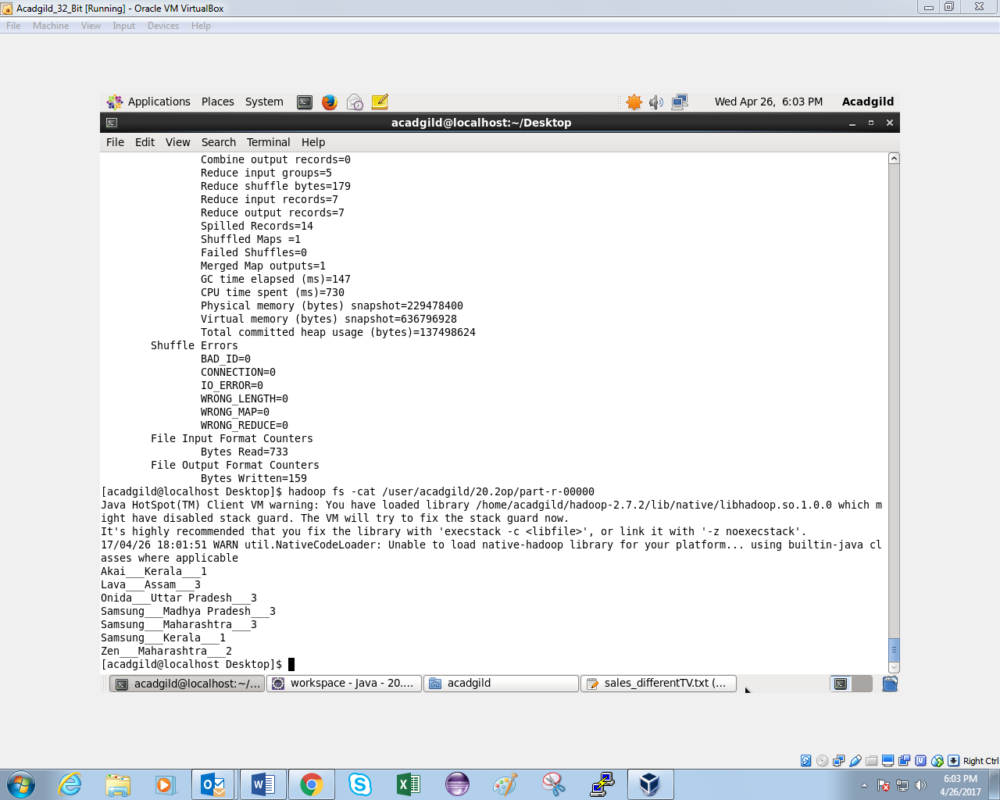 Acadgild_32_Bit [Running] - Oracle VM VirtualBox
File Machine View Input Devices Help
Applications Places System Wed Apr 26, 6:03 PM Acadgild
acadgild@localhost:~/Desktop
File Edit View Search Terminal Help
Combine output records=0
Reduce input groups=5
Reduce shuffle bytes=179
Reduce input records=7
Reduce output records=7
Spilled Records=14
Shuffled Maps =1
Failed Shuffles=0
Merged Map outputs=1
GC time elapsed (ms)=147
CPU time spent (ms)=730
Physical memory (bytes) snapshot=229478400
Virtual memory (bytes) snapshot=636796928
Total committed heap usage (bytes)=137498624
Shuffle Errors
BAD_ID=0
CONNECTION=0
IO_ERROR=0
WRONG_LENGTH=0
WRONG_MAP=0
WRONG_REDUCE=0
File Input Format Counters
Bytes Read=733
File Output Format Counters
Bytes Written=159
[acadgild@localhost Desktop]$ hadoop fs -cat /user/acadgild/20.2op/part-r-00000
Java HotSpot(TM) Client VM warning: You have loaded library /home/acadgild/hadoop-2.7.2/lib/native/libhadoop.so.1.0.0 which m
ight have disabled stack guard. The VM will try to fix the stack guard now.
It's highly recommended that you fix the library with 'execstack -c <libfile>', or link it with '-z noexecstack'.
17/04/26 18:01:51 WARN util.NativeCodeLoader: Unable to load native-hadoop library for your platform... using builtin-java cl
asses where applicable
Akai___Kerala___1
Lava___Assam___3
Onida___Uttar Pradesh___3
Samsung___Madhya Pradesh___3
Samsung___Maharashtra___3
Samsung___Kerala___1
Zen___Maharashtra___2
[acadgild@localhost Desktop]$
acadgild@localhost:~/... workspace - Java - 20.... acadgild sales_differentTV.txt (...
Right Ctrl
6:03 PM
4/26/2017